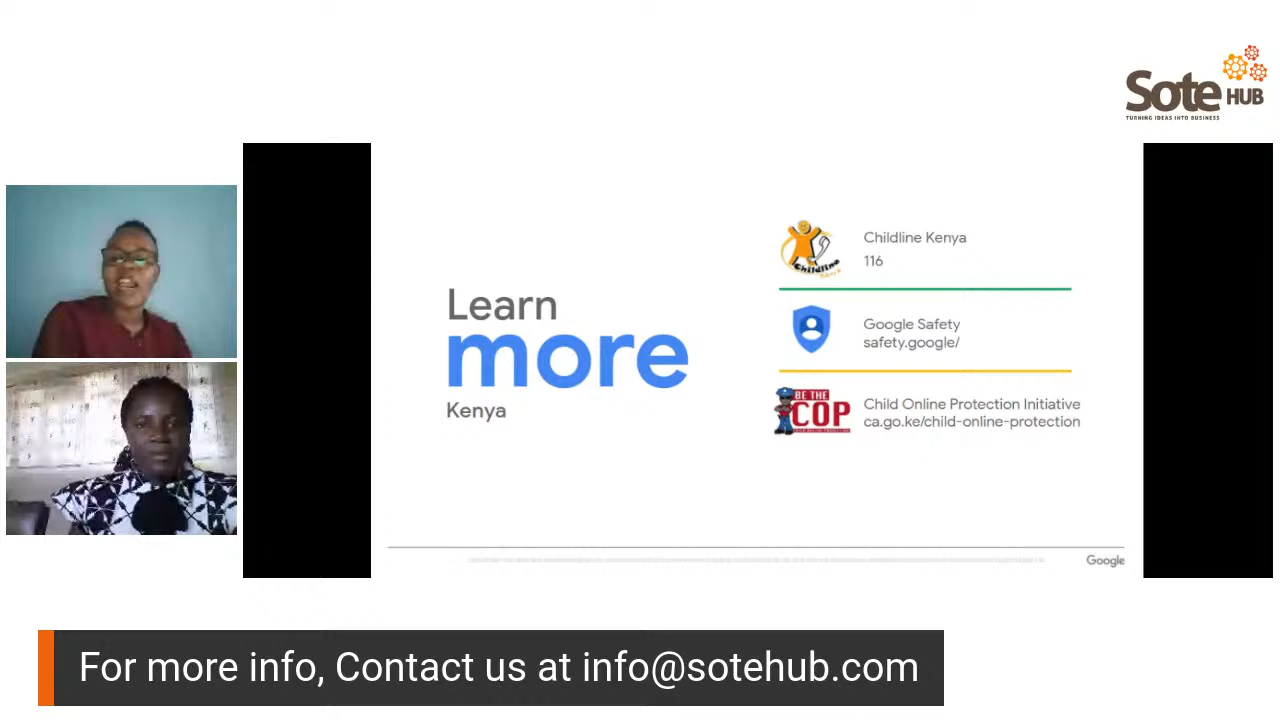 Sote HUB
TURNING IDEAS INTO BUSINESS
Learn
more
Kenya
Childline
Kenya
Childline Kenya
116
Google Safety
safety.google/
BE THE
COP
Child Online Protection Initiative
ca.go.ke/child-online-protection
Google
For more info, Contact us at info@sotehub.com